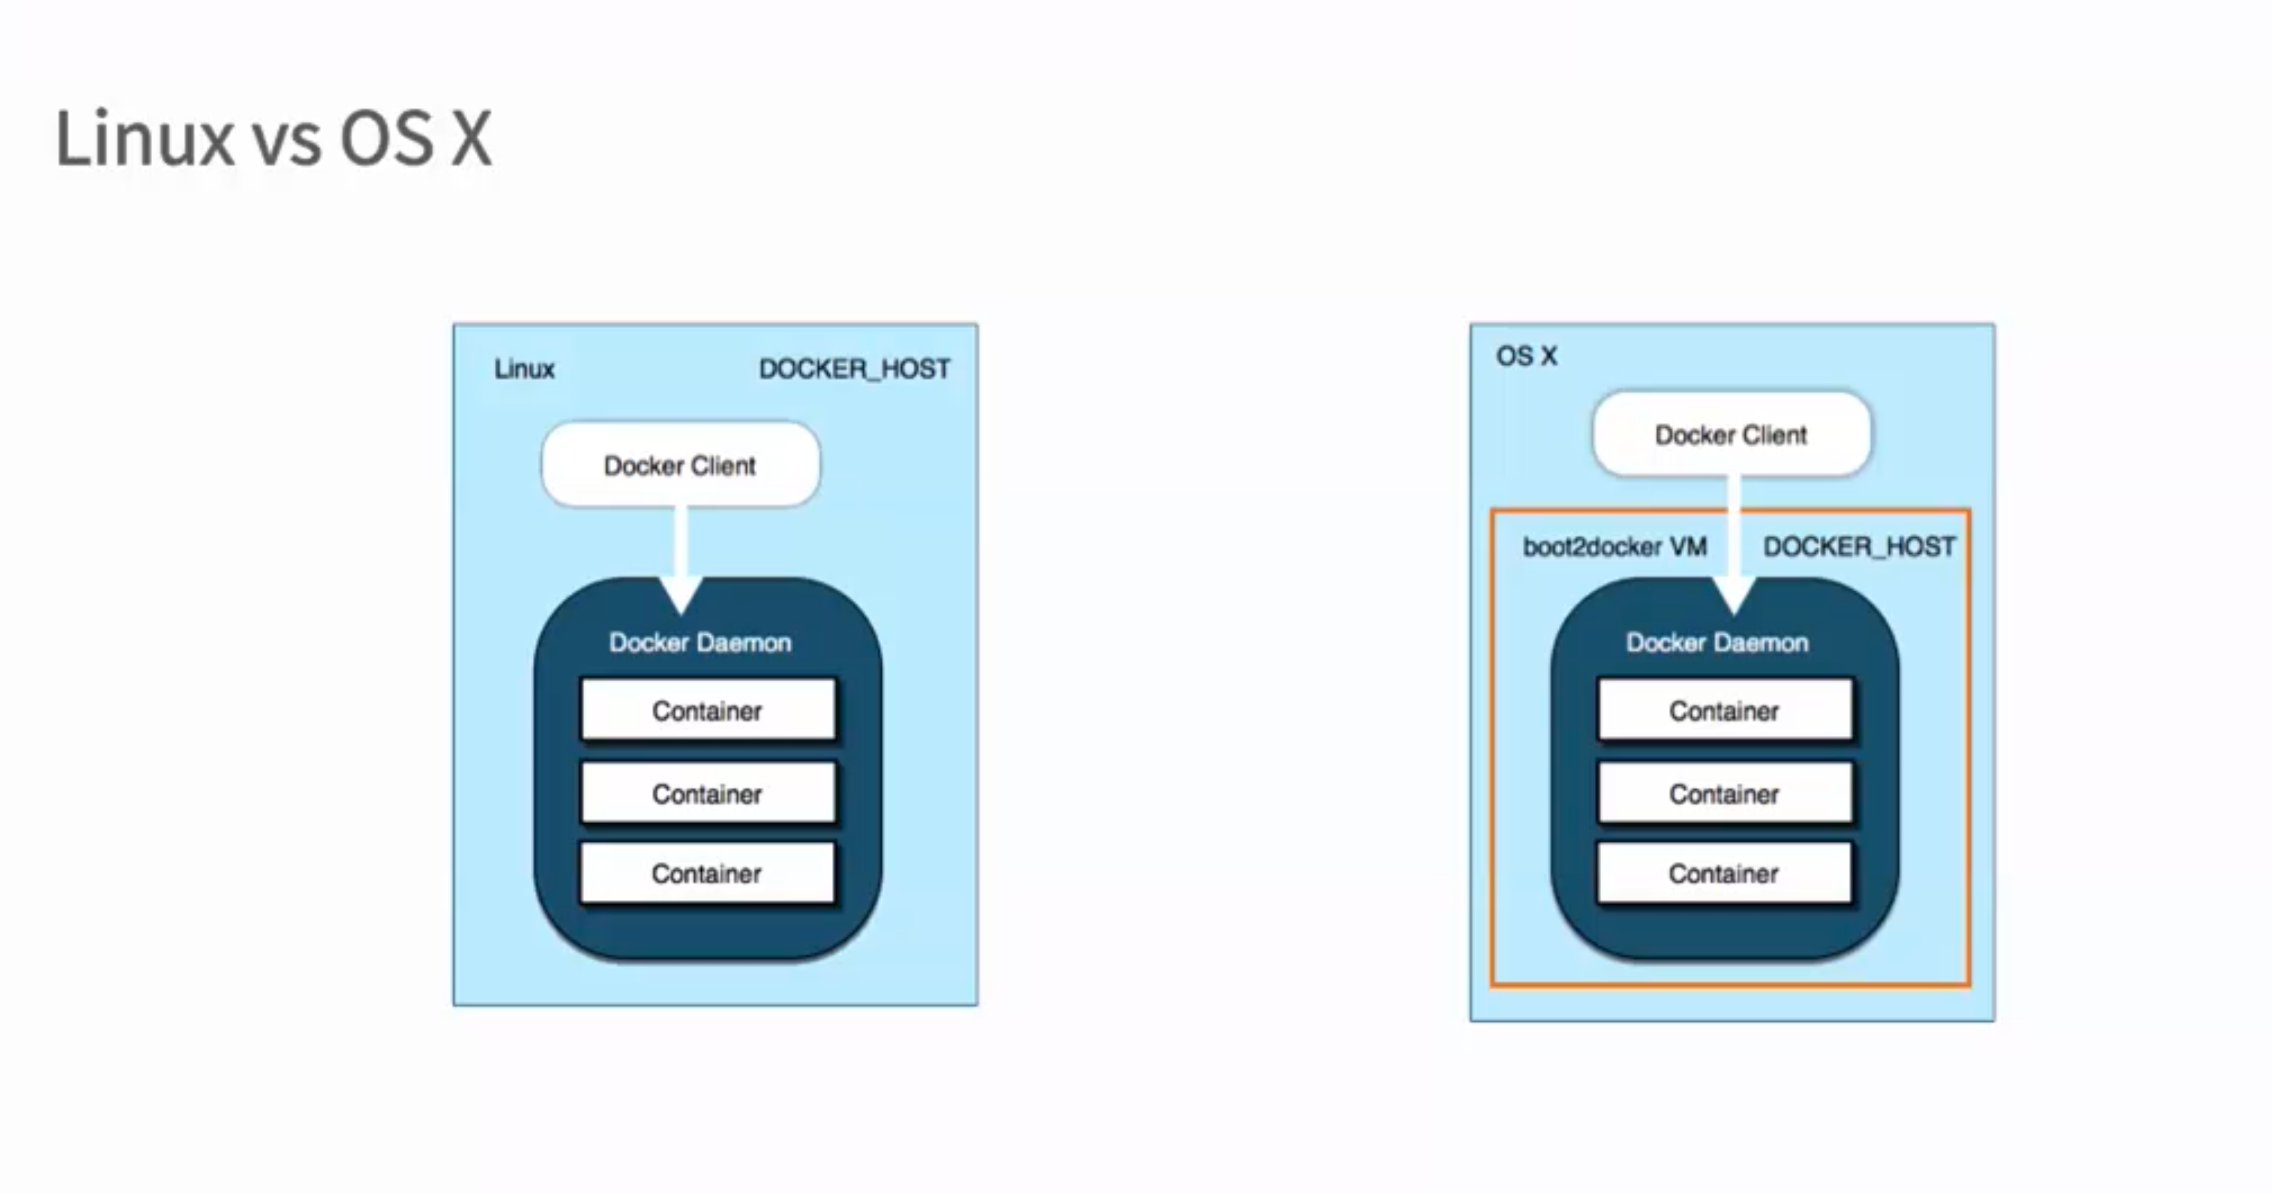 Linux vs OS X
Linux DOCKER_HOST
Docker Client
Docker Daemon
Container
Container
Container
OS X
Docker Client
boot2docker VM DOCKER_HOST
Docker Daemon
Container
Container
Container